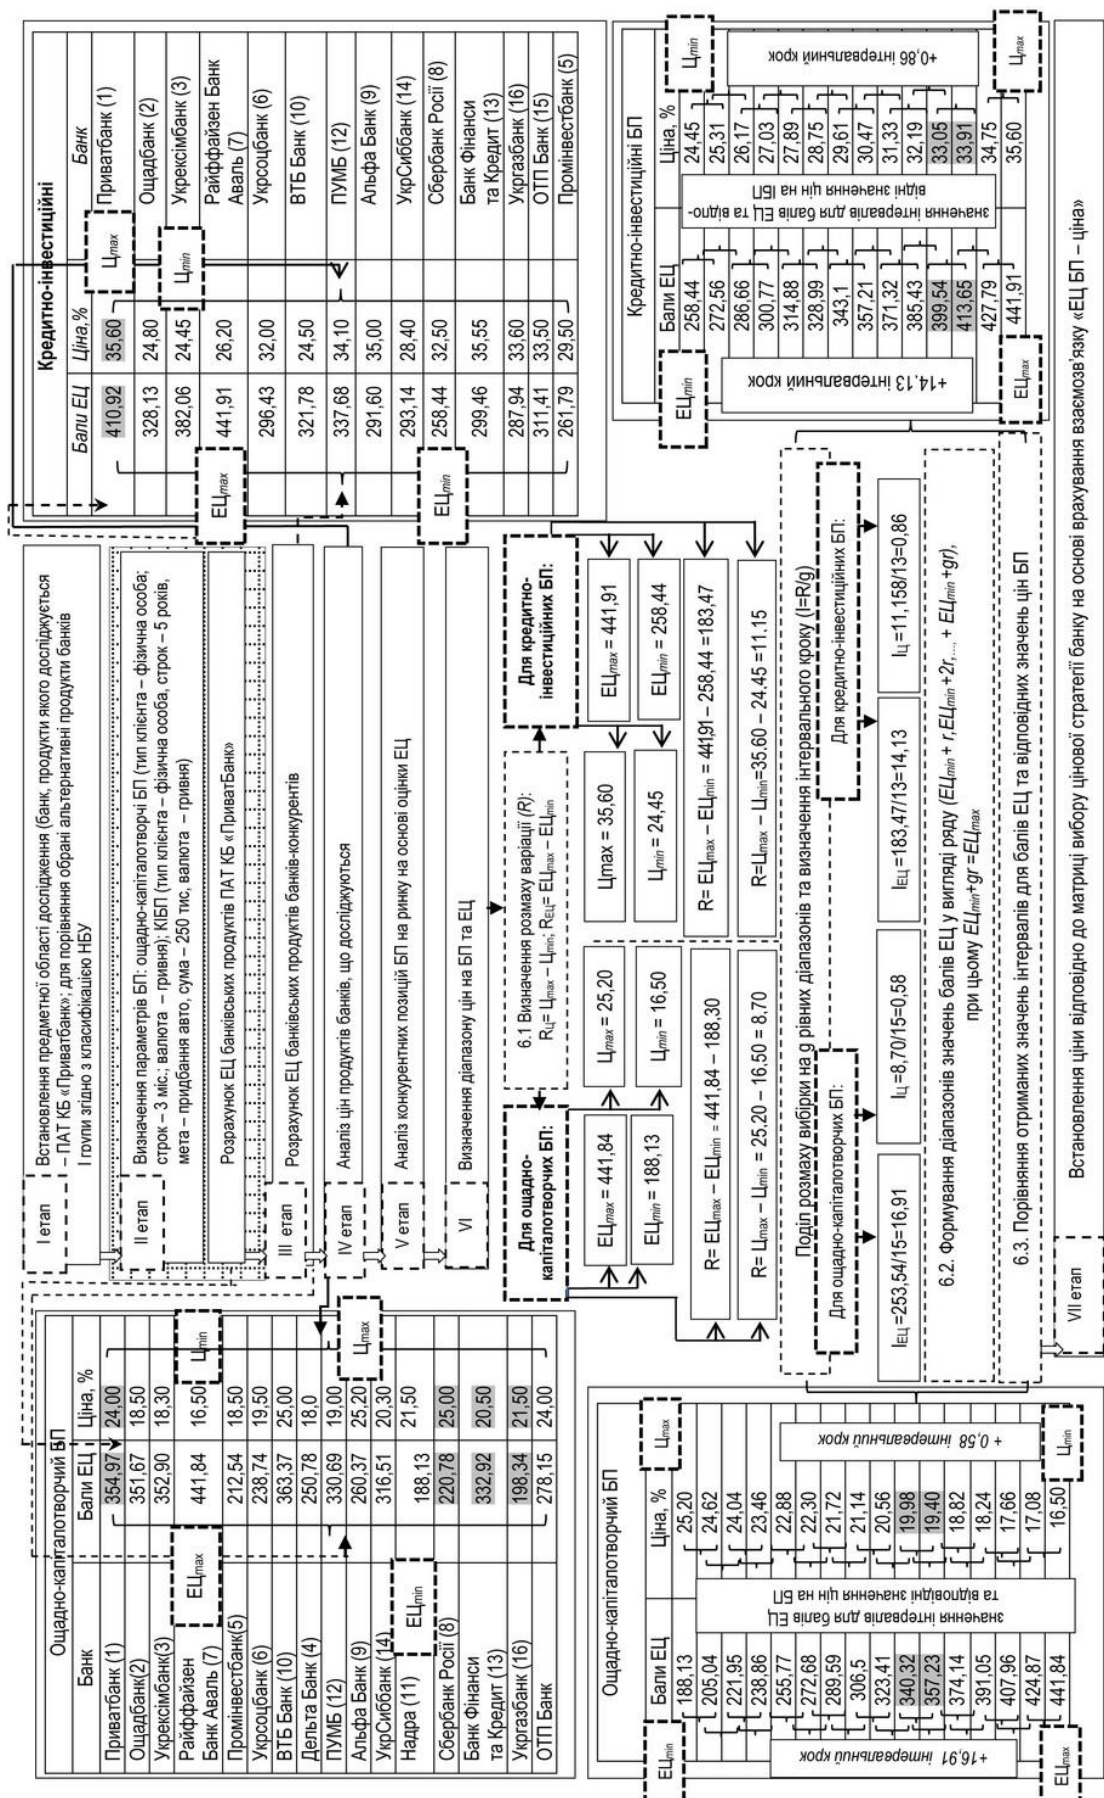 Ощадно-капіталотворчий БП
Банк Бали ЕЦ Ціна, %
Приватбанк (1) 354,97 24,00
Ощадбанк(2) 351,67 18,50
Укрексімбанк(3) 352,90 18,30
Райффайзен
Банк Аваль (7) 441,84 16,50
Промінвестбанк(5) 212,54 18,50
Укрсоцбанк (6) 238,74 19,50
ВТБ Банк (10) 363,37 25,00
Дельта Банк (4) 250,78 18,0
ПУМБ (12) 330,69 19,00
Альфа Банк (9) 260,37 25,20
УкрСиббанк (14) 316,51 20,30
Надра (11) 188,13 21,50
Сбербанк Росії (8) 220,78 25,00
Банк Фінанси
та Кредит (13) 332,92 20,50
Укргазбанк (16) 198,34 21,50
ОТП Банк 278,15 24,00
ЕЦmax
ЕЦmin
Цmin
Цmax
I етап
Встановлення предметної області дослідження (банк, продукти якого досліджується
– ПАТ КБ «Приватбанк»; для порівняння обрані альтернативні продукти банків
I групи згідно з класифікацією НБУ
II етап
Визначення параметрів БП: ощадно-капіталотворчі БП (тип клієнта – фізична особа;
строк – 3 міс.; валюта – гривня); КІБП (тип клієнта – фізична особа, строк – 5 років,
мета – придбання авто, сума – 250 тис, валюта – гривня)
Розрахунок ЕЦ банківських продуктів ПАТ КБ «ПриватБанк»
III етап
Розрахунок ЕЦ банківських продуктів банків-конкурентів
IV етап
Аналіз цін продуктів банків, що досліджуються
V етап
Аналіз конкурентних позицій БП на ринку на основі оцінки ЕЦ
VI
Визначення діапазону цін на БП та ЕЦ
Кредитно-інвестиційні
Бали ЕЦ Ціна,% Банк
410,92 35,60 Приватбанк (1)
328,13 24,80 Ощадбанк (2)
382,06 24,45 Укрексімбанк (3)
441,91 26,20 Райффайзен Банк
Аваль (7)
296,43 32,00 Укрсоцбанк (6)
321,78 24,50 ВТБ Банк (10)
337,68 34,10 ПУМБ (12)
291,60 35,00 Альфа Банк (9)
293,14 28,40 УкрСиббанк (14)
258,44 32,50 Сбербанк Росії (8)
299,46 35,55 Банк Фінанси
та Кредит (13)
287,94 33,60 Укргазбанк (16)
311,41 33,50 ОТП Банк (15)
261,79 29,50 Промінвестбанк (5)
Цmax
Цmin
ЕЦmax
ЕЦmin
Для ощадно-
капіталотворчих БП:
6.1 Визначення розмаху варіації (R):
RЦ= Цmax – Цmin; RЕЦ= ЕЦmax – ЕЦmin
Для кредитно-
інвестиційних БП:
ЕЦmax = 441,84
Цmax = 25,20
Цmax = 35,60
ЕЦmax = 441,91
ЕЦmin = 188,13
Цmin = 16,50
Цmin = 24,45
ЕЦmin = 258,44
R= ЕЦmax – ЕЦmin = 441,84 – 188,30
R= ЕЦmax – ЕЦmin = 441,91 – 258,44 =183,47
R= Цmax – Цmin = 25,20 – 16,50 = 8,70
R=Цmax – Цmin=35.60 – 24.45 =11.15
Поділ розмаху вибірки на g рівних діапазонів та визначення інтервального кроку (I=R/g)
Для ощадно-капіталотворчих БП:
Для кредитно-інвестиційних БП:
IЕЦ=253,54/15=16,91
IЦ=8,70/15=0,58
IЕЦ=183,47/13=14,13
IЦ=11,158/13=0,86
6.2. Формування діапазонів значень балів ЕЦ у вигляді ряду (ЕЦmin + r,ЕЦmin +2r,..., + ЕЦmin +gr),
при цьому ЕЦmin+gr =ЕЦmax
6.3. Порівняння отриманих значень інтервалів для балів ЕЦ та відповідних значень цін БП
Ощадно-капіталотворчий БП
Бали ЕЦ Ціна, %
188,13 25,20
205,04 24,62
221,95 24,04
238,86 23,46
255,77 22,88
272,68 22,30
289,59 21,72
306,5 21,14
323,41 20,56
340,32 19,98
357,23 19,40
374,14 18,82
391,05 18,24
407,96 17,66
424,87 17,08
441,84 16,50
ЕЦmin
ЕЦmax
Цmax
Цmin
+16,91 інтервальний крок
значення інтервалів для балів ЕЦ
та відповідні значення цін на БП
+ 0,58 інтервальний крок
Кредитно-інвестиційні БП
Бали ЕЦ Ціна, %
258,44 24,45
272,56 25,31
286,66 26,17
300,77 27,03
314,88 27,89
328,99 28,75
343,1 29,61
357,21 30,47
371,32 31,33
385,43 32,19
399,54 33,05
413,65 33,91
427,79 34,75
441,91 35,60
ЕЦmin
ЕЦmax
Цmin
Цmax
+14,13 інтервальний крок
значення інтервалів для балів ЕЦ та відпо-
відні значення цін на ІБП
+0,86 інтервальний крок
VII етап
Встановлення ціни відповідно до матриці вибору цінової стратегії банку на основі врахування взаємозв'язку «ЕЦ БП – ціна»